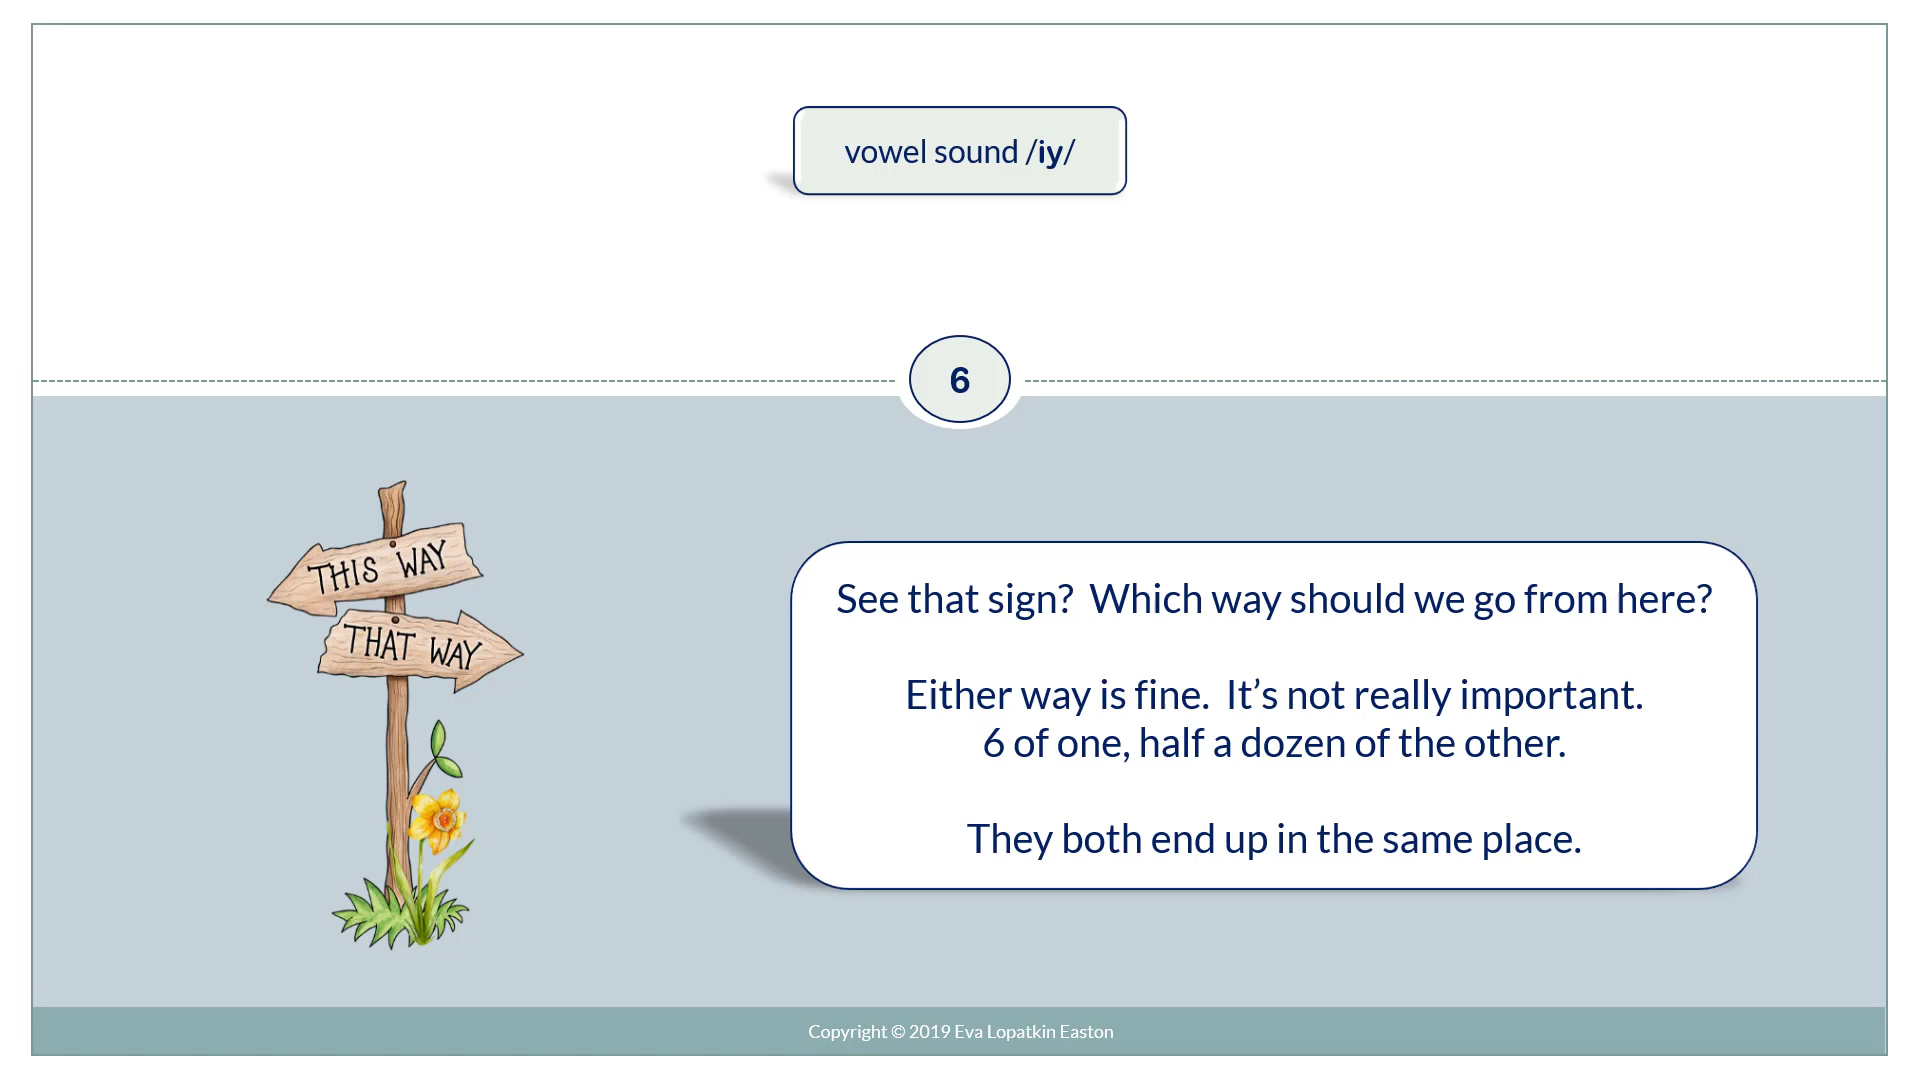 vowel sound /iy/
6
THIS WAY
THAT WAY
See that sign?  Which way should we go from here?
Either way is fine.  It’s not really important.
6 of one, half a dozen of the other.
They both end up in the same place.
Copyright © 2019 Eva Lopatkin Easton